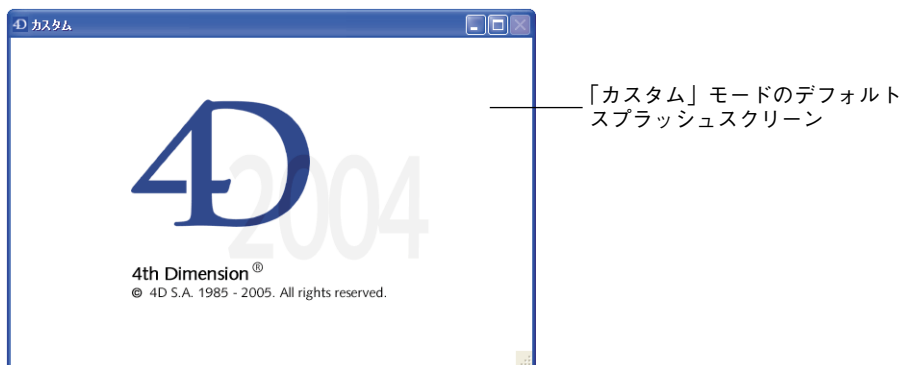 4D カスタム
4D
2004
4th Dimension ®
© 4D S.A. 1985 - 2005. All rights reserved.
「カスタム」モードのデフォルト
スプラッシュスクリーン